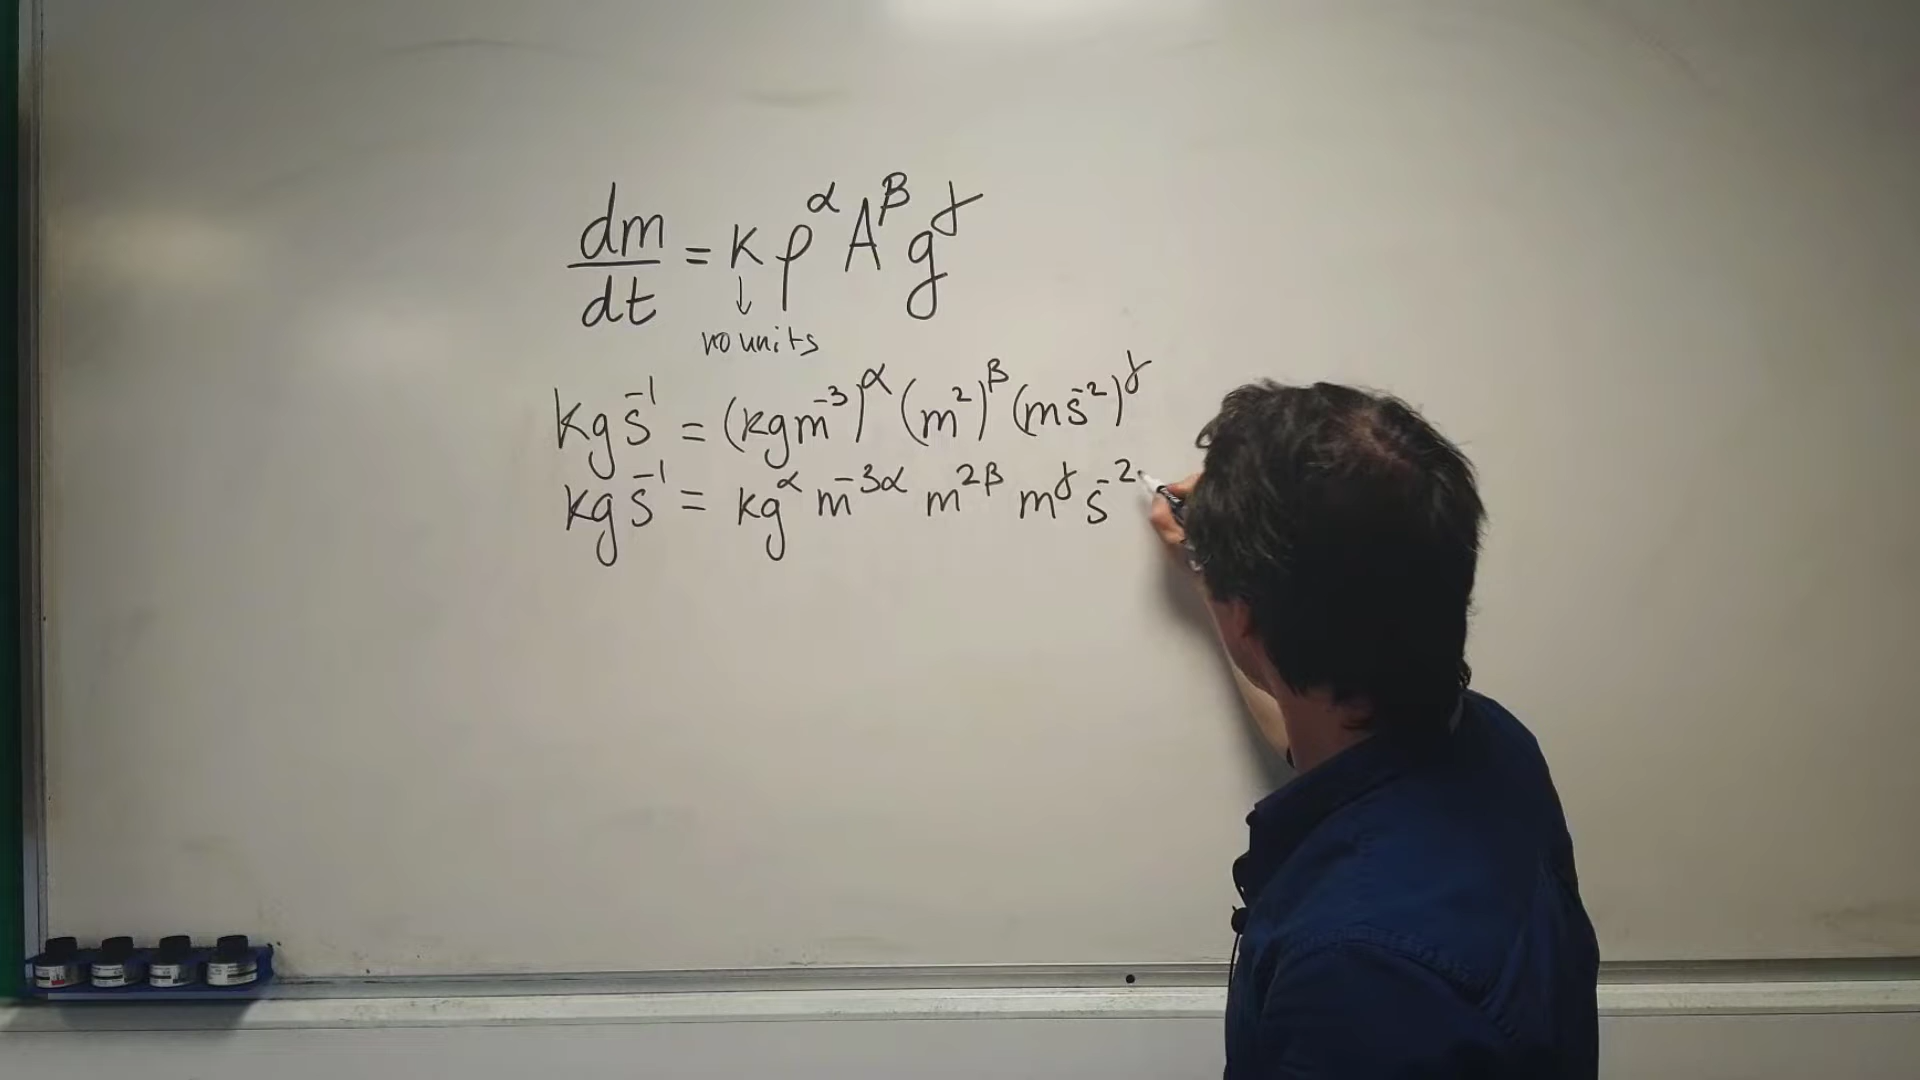 dm/dt = k ρ^α A^β g^γ
↓
no units
kg s^-1 = (kg m^-3)^α (m^2)^β (m s^-2)^γ
kg s^-1 = kg^α m^-3α m^2β m^γ s^-2